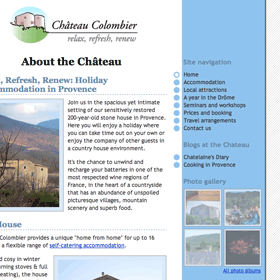 Château Colombier
relax, refresh, renew
About the Château
, Refresh, Renew: Holiday
mmodation in Provence
Join us in the spacious yet intimate
setting of our sensitively restored
200-year-old stone house in Provence.
Here you will enjoy a holiday where
you can take time out on your own or
enjoy the company of other guests in
a country house environment.
It's the chance to unwind and
recharge your batteries in one of the
most respected wine regions of
France, in the heart of a countryside
that has an abundance of unspoiled
picturesque villages, mountain
scenery and superb food.
House
Colombier provides a unique "home from home" for up to 16
a flexible range of self-catering accommodation.
d cosy in winter
rning stoves & full
heating), the house
Site navigation
Home
Accommodation
Local attractions
A year in the Drôme
Seminars and workshops
Prices and booking
Travel arrangements
Contact us
Blogs at the Chateau
Chatelaine's Diary
Cooking in Provence
Photo gallery
All photo albums